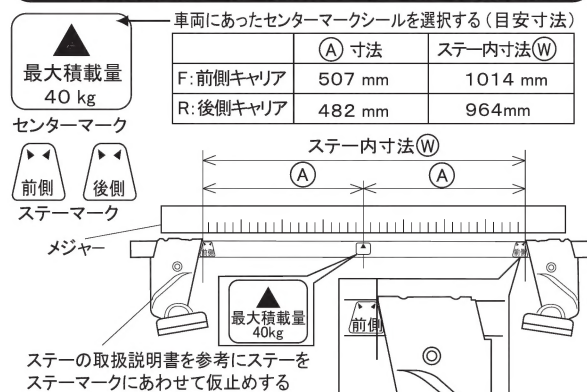 車両にあったセンターマークシールを選択する(目安寸法)
Ⓐ 寸法 ステー内寸法Ⓦ
F:前側キャリア 507 mm 1014 mm
R:後側キャリア 482 mm 964mm
最大積載量
40 kg
センターマーク
前側 後側
ステーマーク
ステー内寸法Ⓦ
Ⓐ Ⓐ
メジャー
前側 前側
最大積載量
40kg
前側
ステーの取扱説明書を参考にステーを
ステーマークにあわせて仮止めする